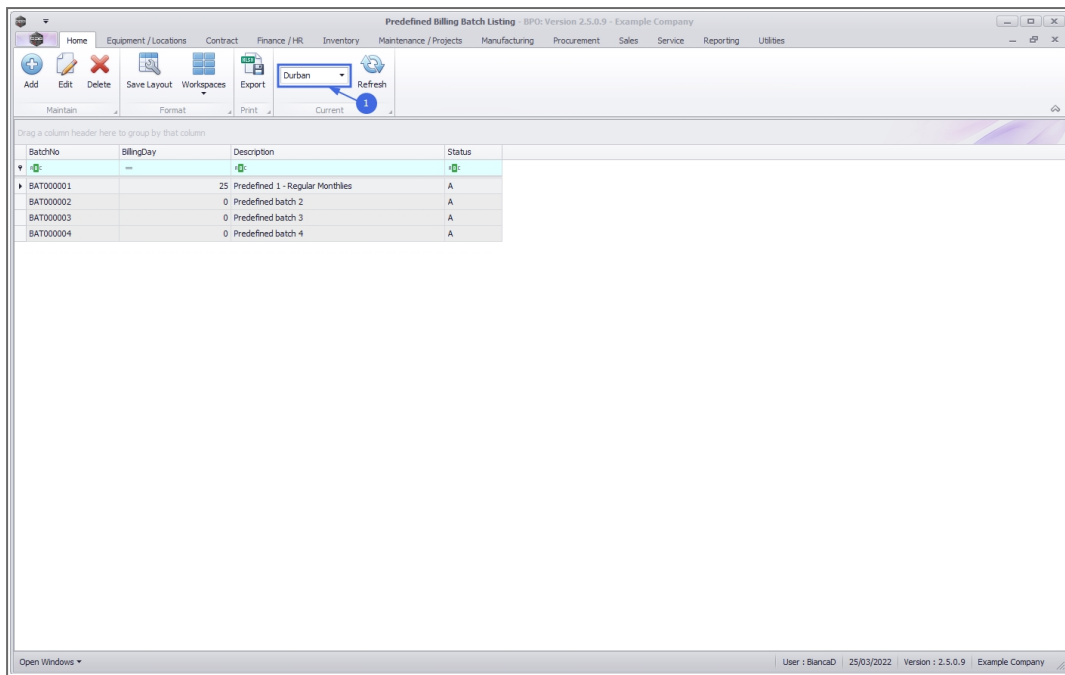 Predefined Billing Batch Listing - BPO: Version 2.5.0.9 - Example Company
Home Equipment / Locations Contract Finance / HR Inventory Maintenance / Projects Manufacturing Procurement Sales Service Reporting Utilities
Add Edit Delete Save Layout Workspaces Export Durban Refresh
1
Maintain Format Print Current
Drag a column header here to group by that column
BatchNo BillingDay Description Status
BAT000001 25 Predefined 1 - Regular Monthlies A
BAT000002 0 Predefined batch 2 A
BAT000003 0 Predefined batch 3 A
BAT000004 0 Predefined batch 4 A
Open Windows User : BiancaD 25/03/2022 Version : 2.5.0.9 Example Company